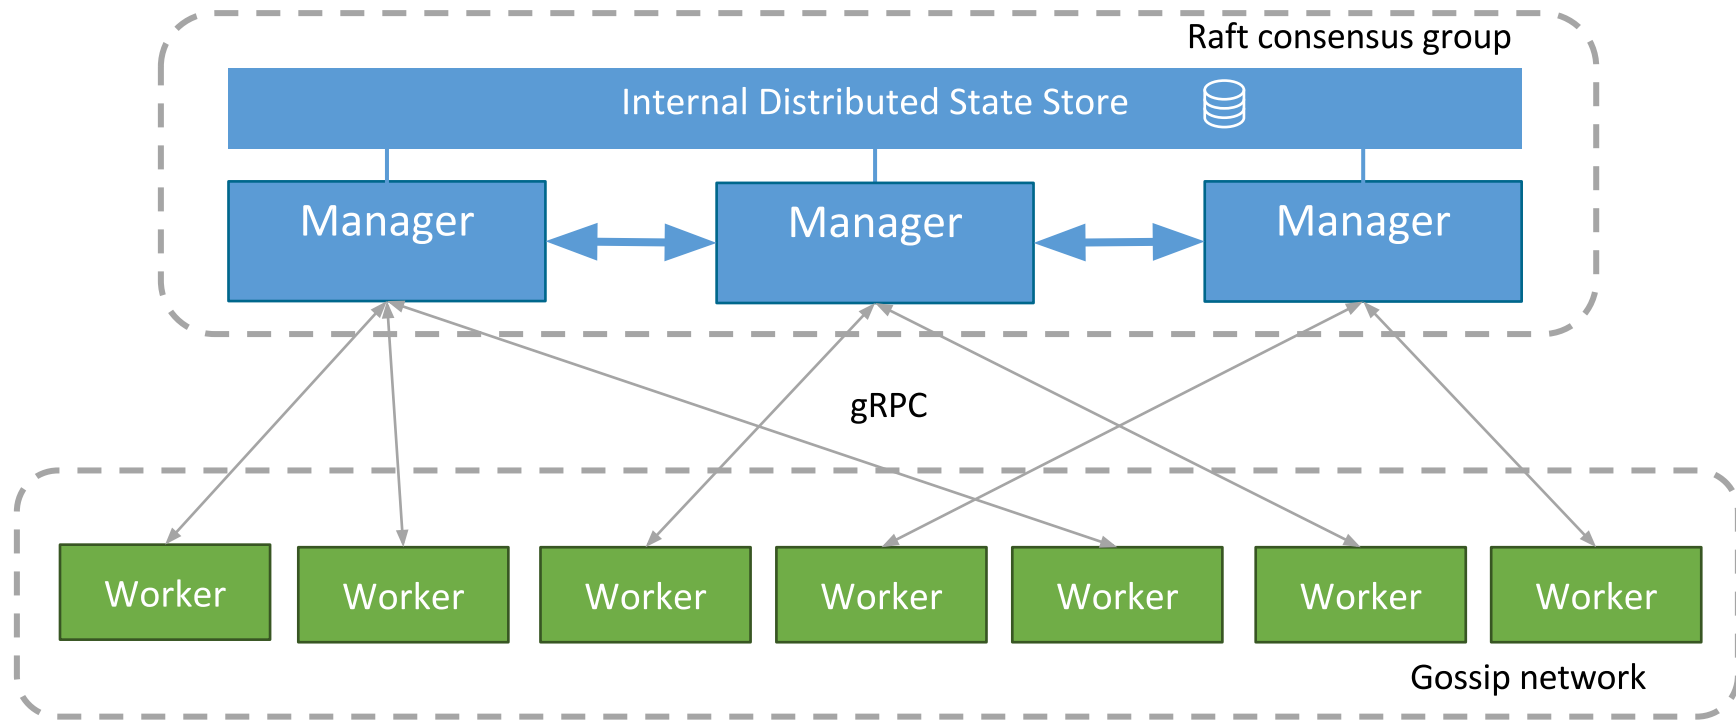 Raft consensus group
Internal Distributed State Store
Manager
Manager
Manager
gRPC
Worker
Worker
Worker
Worker
Worker
Worker
Worker
Gossip network